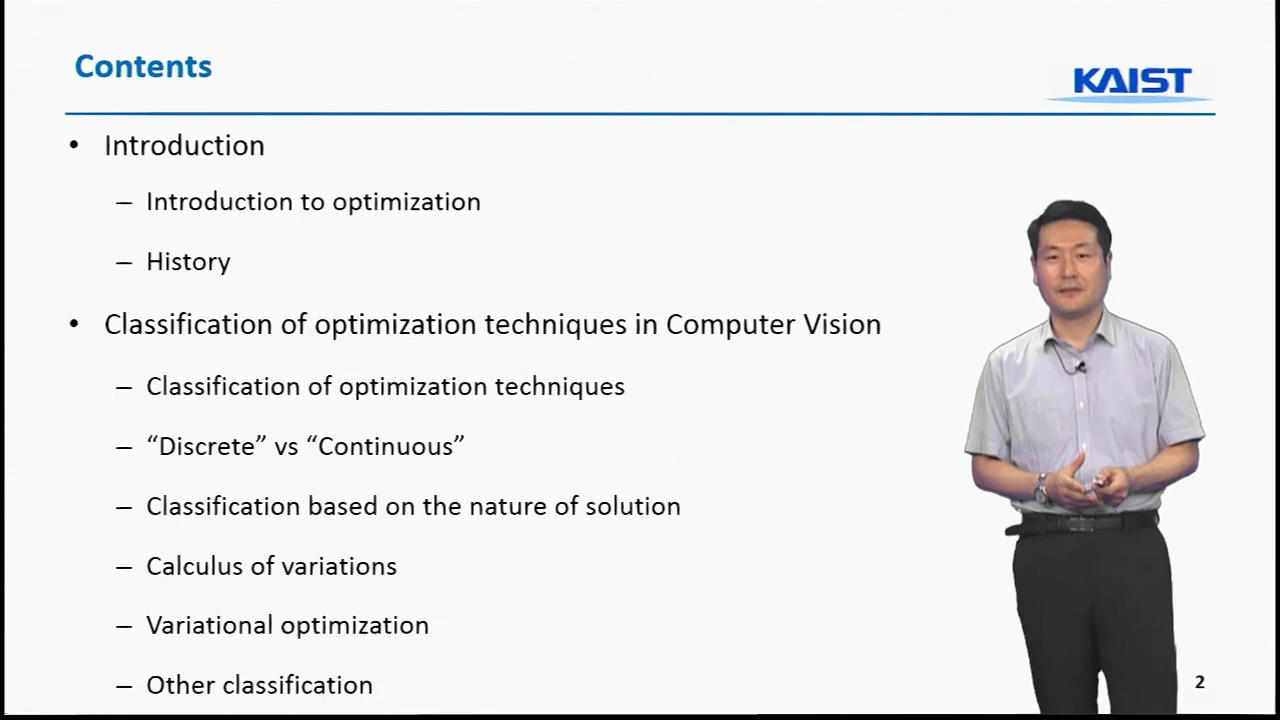 Contents
KAIST
• Introduction
– Introduction to optimization
– History
• Classification of optimization techniques in Computer Vision
– Classification of optimization techniques
– “Discrete” vs “Continuous”
– Classification based on the nature of solution
– Calculus of variations
– Variational optimization
– Other classification
2